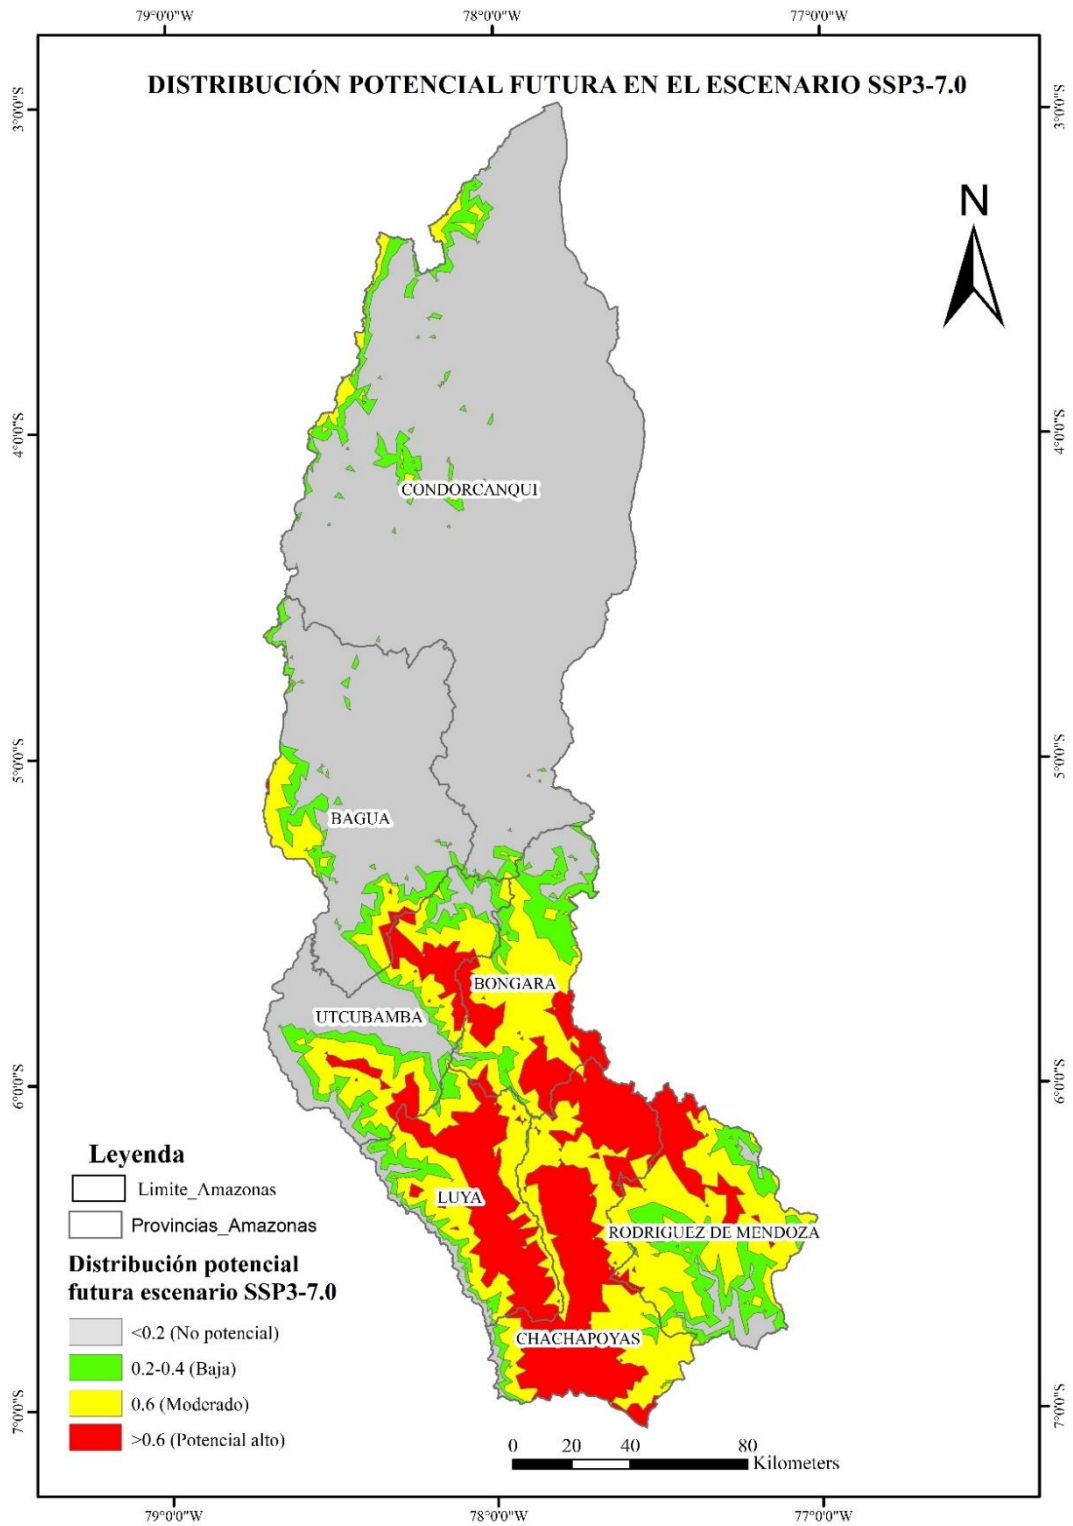 79°0'0"W 78°0'0"W 77°0'0"W
DISTRIBUCIÓN POTENCIAL FUTURA EN EL ESCENARIO SSP3-7.0
3°0'0"S 3°0'0"S
N
4°0'0"S 4°0'0"S
CONDORCANQUI
5°0'0"S 5°0'0"S
BAGUA
BONGARA
UTCUBAMBA
6°0'0"S 6°0'0"S
Leyenda
Limite_Amazonas
LUYA
Provincias_Amazonas
RODRIGUEZ DE MENDOZA
Distribución potencial
futura escenario SSP3-7.0
<0.2 (No potencial)
CHACHAPOYAS
0.2-0.4 (Baja)
0.6 (Moderado)
7°0'0"S 7°0'0"S
>0.6 (Potencial alto)
0 20 40 80
Kilometers
79°0'0"W 78°0'0"W 77°0'0"W